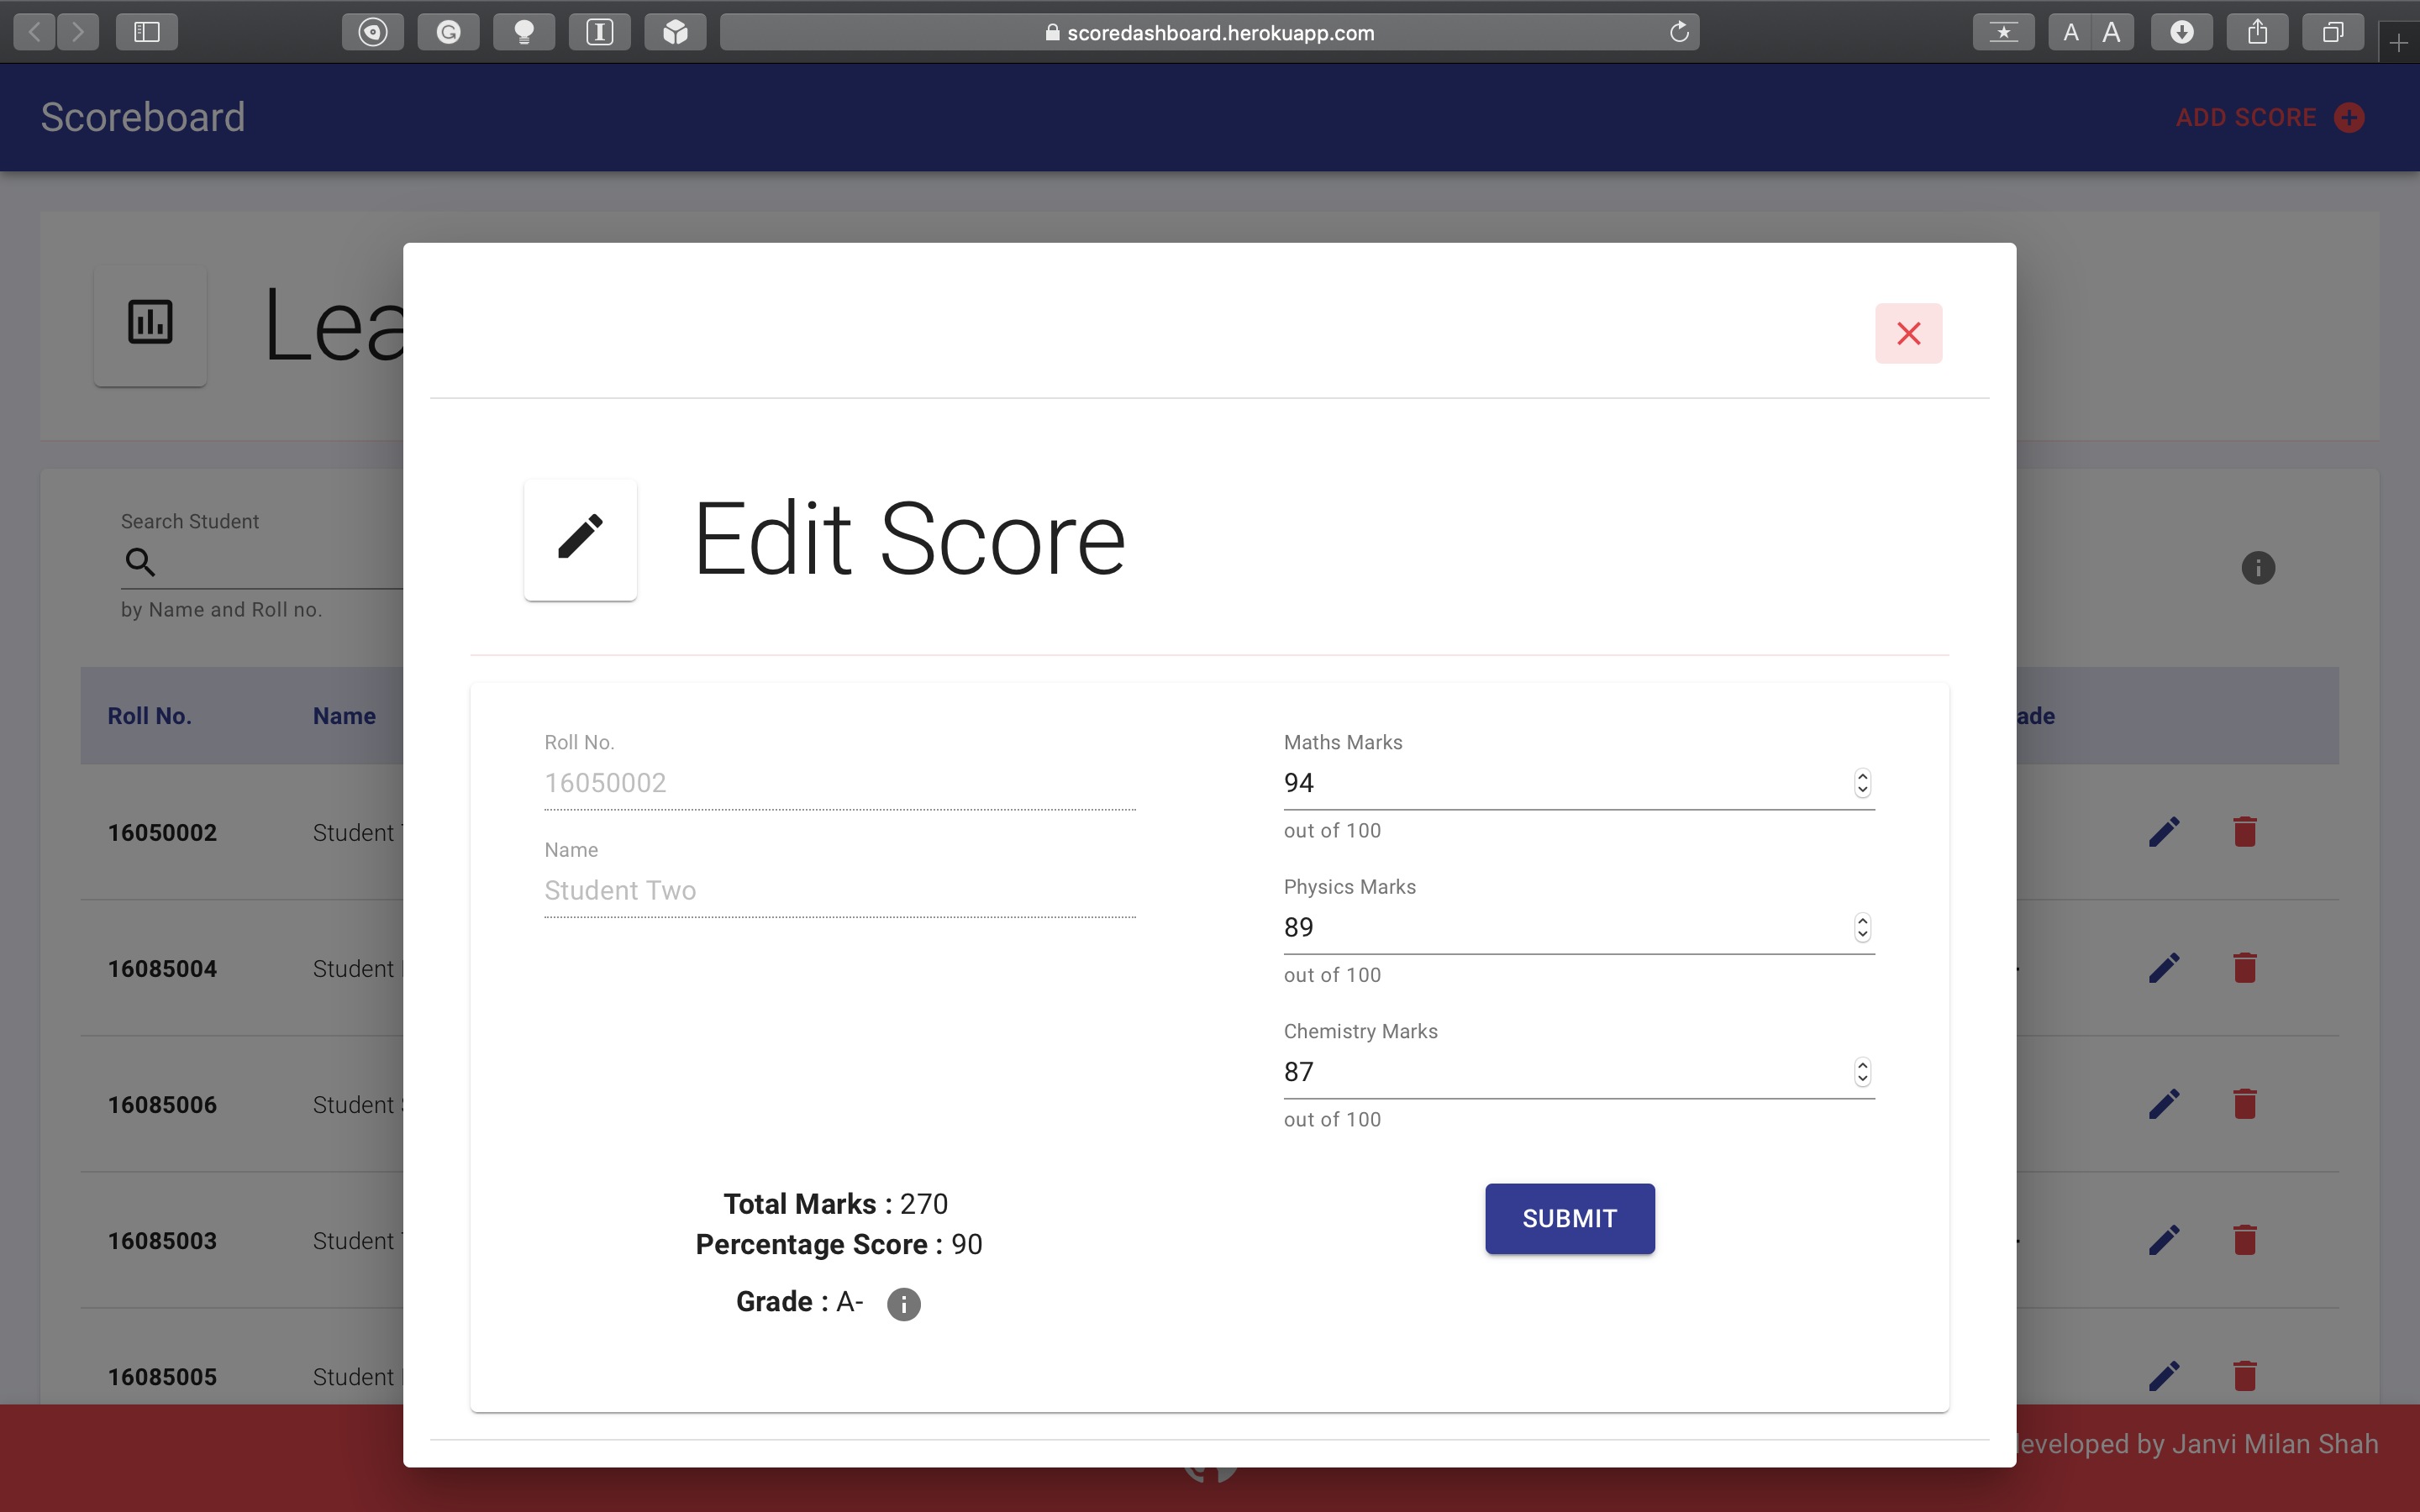 scoredashboard.herokuapp.com
A A
Scoreboard
ADD SCORE
Edit Score
Search Student
by Name and Roll no.
Roll No. Name
16050002 Student
16085004 Student
16085006 Student
16085003 Student
16085005 Student
Roll No.
16050002
Name
Student Two
Maths Marks
94
out of 100
Physics Marks
89
out of 100
Chemistry Marks
87
out of 100
Total Marks : 270
Percentage Score : 90
Grade : A-
SUBMIT
by Janvi Milan Shah